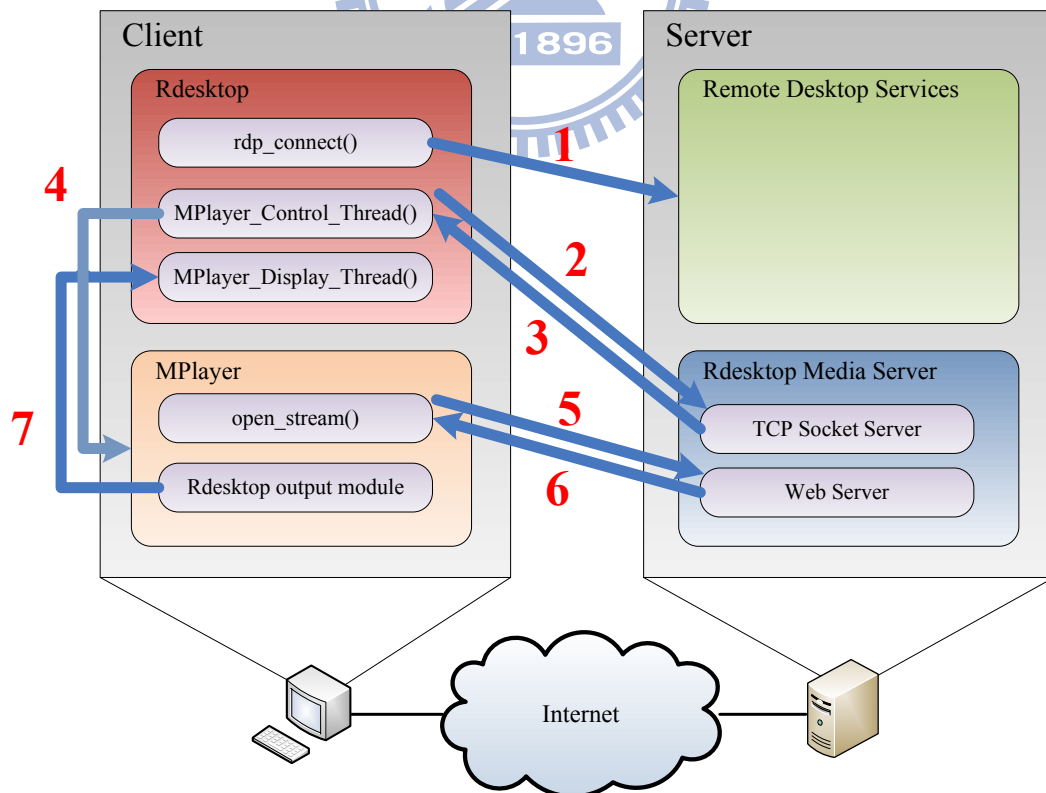 Client
1896
Server
Rdesktop
rdp_connect()
MPlayer_Control_Thread()
MPlayer_Display_Thread()
Remote Desktop Services
1
4
2
3
MPlayer
open_stream()
Rdesktop output module
Rdesktop Media Server
TCP Socket Server
Web Server
5
6
7
Internet